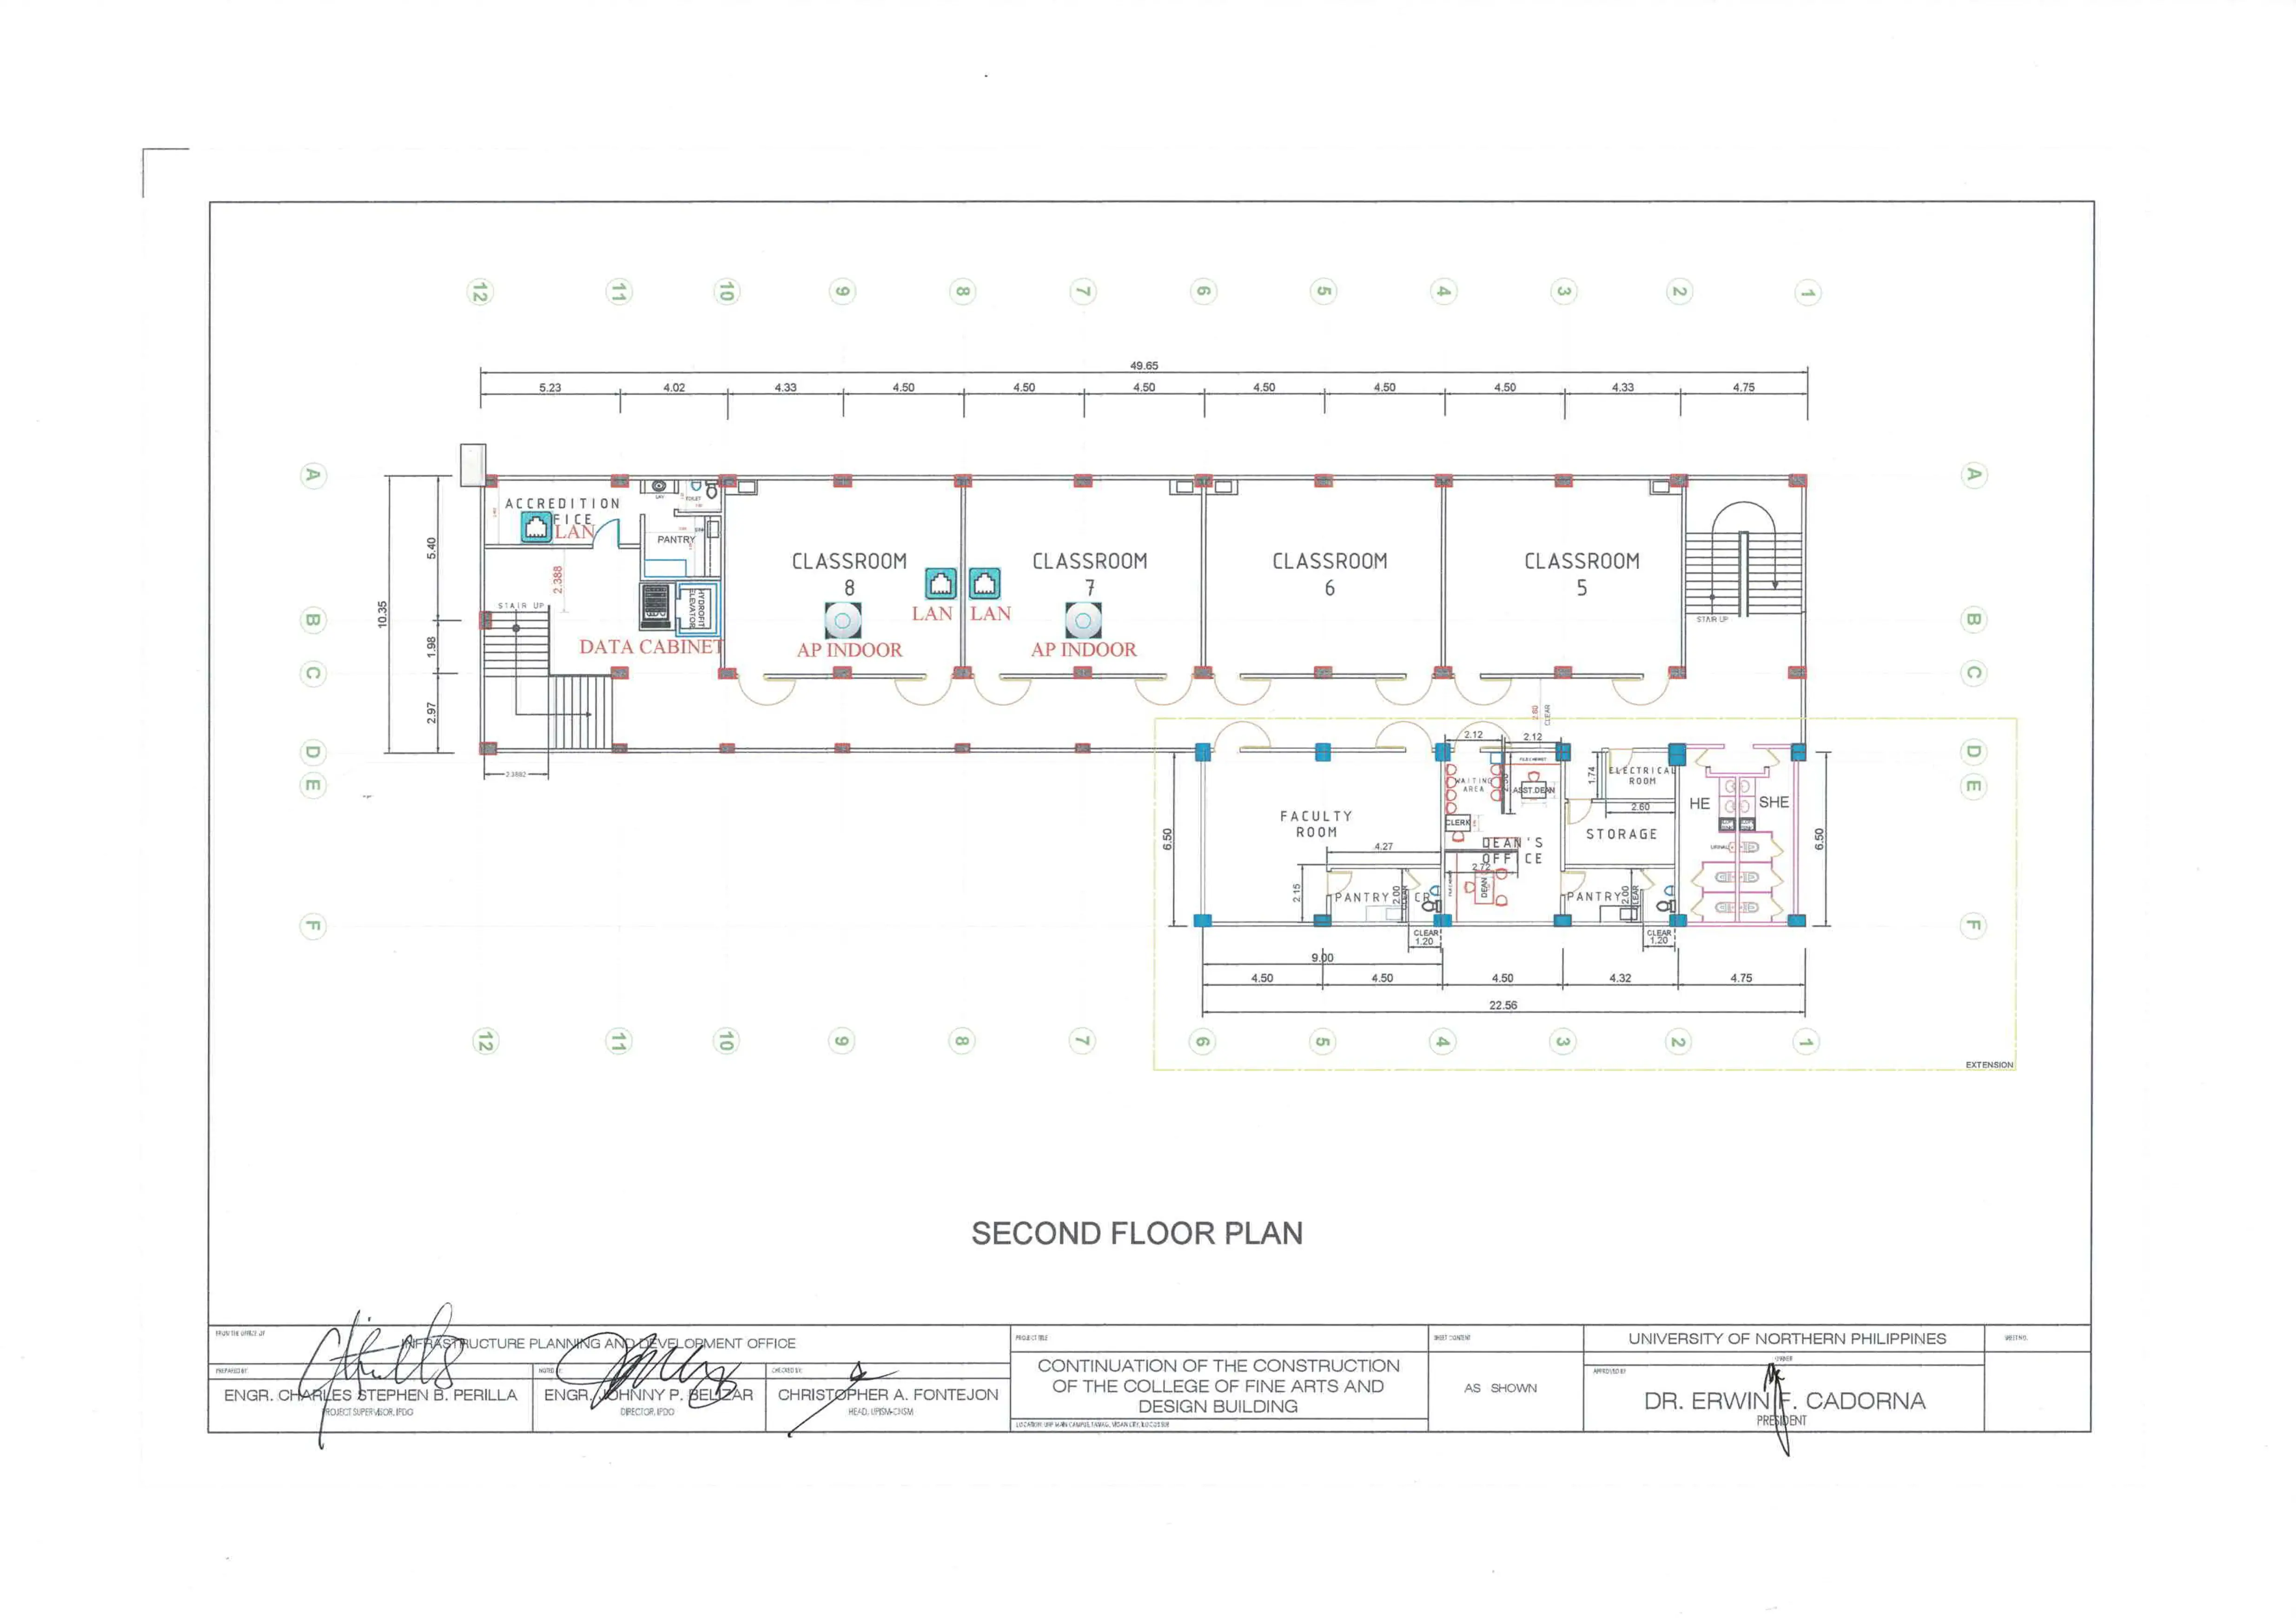 12 11 10 9 8 7 6 5 4 3 2 1
49.65
5.23 4.02 4.33 4.50 4.50 4.50 4.50 4.50 4.50 4.33 4.75
A A
ACCREDITION
FICE
LAN
LAV
TOILET
PANTRY
5.40
2.388
10.35
CLASSROOM
8
CLASSROOM
7
CLASSROOM
6
CLASSROOM
5
STAIR UP
HYDROFIT
ELEVATOR
LAN LAN
STAIR UP
B B
DATA CABINET
AP INDOOR
AP INDOOR
1.98
C C
2.97
2.60
CLEAR
D D
2.12 2.12
2.3882
E E
WAITING
AREA
ASST.DEAN
1.74
ELECTRICAL
ROOM
2.60
HE SHE
FACULTY
ROOM
CLERK
STORAGE
6.50
6.50
4.27
DEAN'S
OFFICE
URINAL
2.72
DEAN
2.15
PANTRY
2.00
CLEAR
CR
PANTRY
2.00
CLEAR
F F
CLEAR
1.20
CLEAR
1.20
9.00
4.50 4.50 4.50 4.32 4.75
22.56
12 11 10 9 8 7 6 5 4 3 2 1
EXTENSION
SECOND FLOOR PLAN
FROM THE OFFICE OF
INFRASTRUCTURE PLANNING AND DEVELOPMENT OFFICE
PREPARED BY:
ENGR. CHARLES STEPHEN B. PERILLA
PROJECT SUPERVISOR, IPDO
NOTED BY:
ENGR. JOHNNY P. BELIZAR
DIRECTOR, IPDO
CHECKED BY:
CHRISTOPHER A. FONTEJON
HEAD, UPISM-CNSM
PROJECT TITLE
CONTINUATION OF THE CONSTRUCTION
OF THE COLLEGE OF FINE ARTS AND
DESIGN BUILDING
LOCATION: UNP MAIN CAMPUS, TAMAG, VIGAN CITY, ILOCOS SUR
SHEET CONTENT
AS SHOWN
UNIVERSITY OF NORTHERN PHILIPPINES
OWNER
APPROVED BY
DR. ERWIN F. CADORNA
PRESIDENT
SHEET NO.